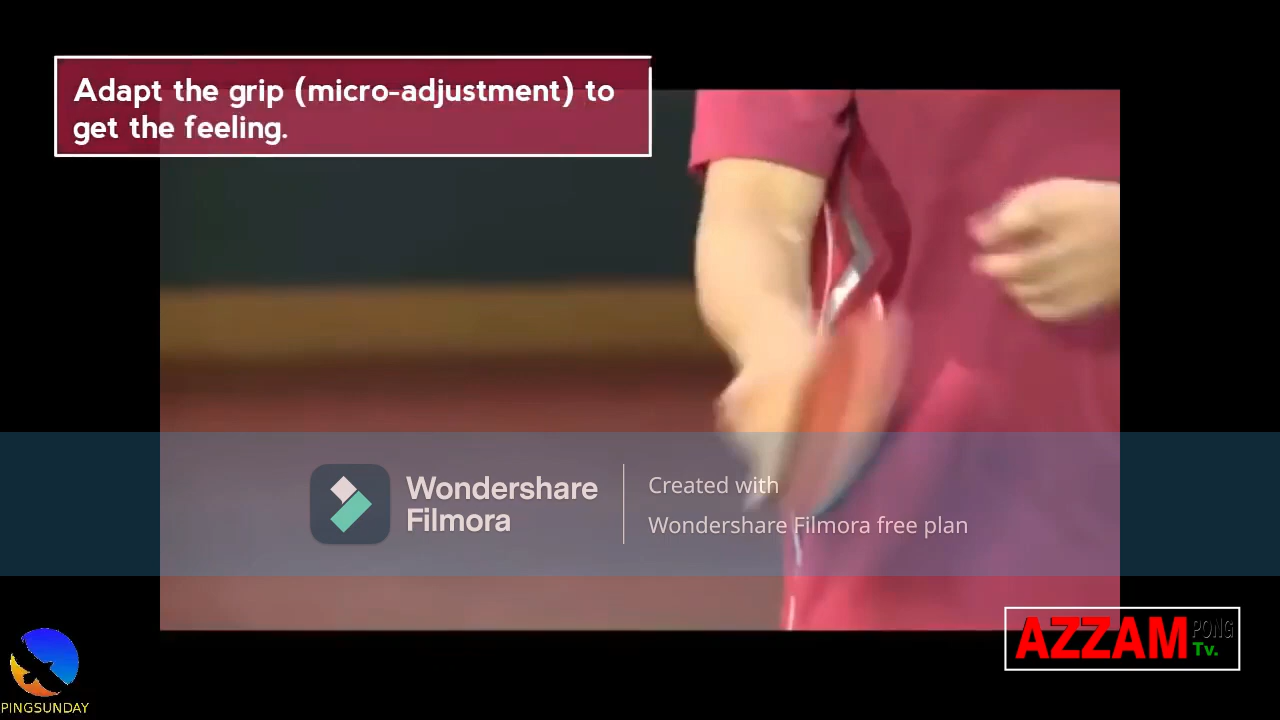 Adapt the grip (micro-adjustment) to
get the feeling.
Wondershare
Filmora
Created with
Wondershare Filmora free plan
AZZAM PONG
Tv.
PINGSUNDAY